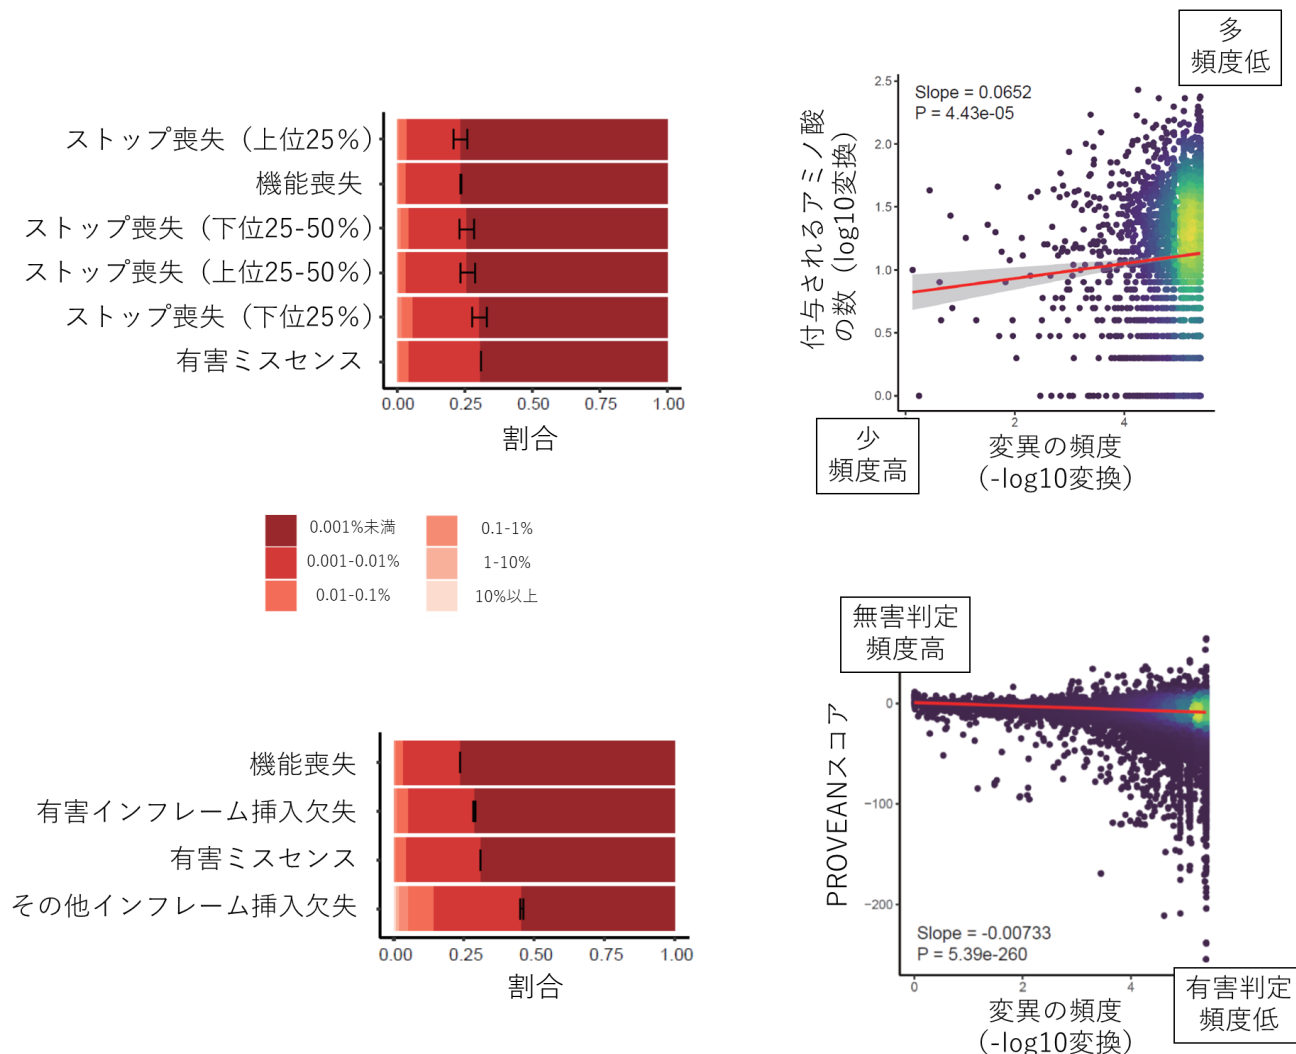 ストップ喪失（上位25%）
機能喪失
ストップ喪失（下位25-50%）
ストップ喪失（上位25-50%）
ストップ喪失（下位25%）
有害ミスセンス
0.00 0.25 0.50 0.75 1.00
割合
多
頻度低
Slope = 0.0652
P = 4.43e-05
付与されるアミノ酸
の数（log10変換）
2.5
2.0
1.5
1.0
0.5
0.0
2 4
少
頻度高
変異の頻度
（-log10変換）
0.001%未満
0.001-0.01%
0.01-0.1%
0.1-1%
1-10%
10%以上
機能喪失
有害インフレーム挿入欠失
有害ミスセンス
その他インフレーム挿入欠失
0.00 0.25 0.50 0.75 1.00
割合
無害判定
頻度高
PROVEANスコア
0
−100
−200
Slope = -0.00733
P = 5.39e-260
0 2 4
有害判定
頻度低
変異の頻度
（-log10変換）